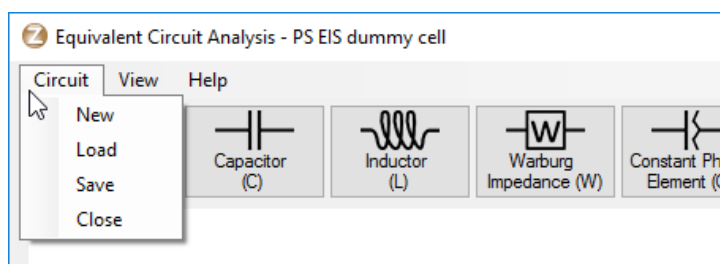 Equivalent Circuit Analysis - PS EIS dummy cell
Circuit View Help
New
Load
Save
Close
Capacitor
(C)
Inductor
(L)
W
Warburg
Impedance (W)
Constant
Element